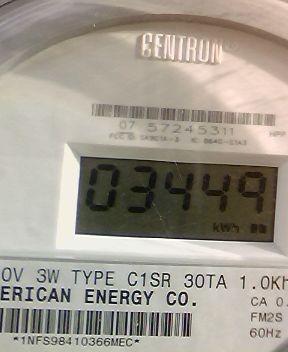 CENTRON®
07 57245311
HPP
03449
kWh
0V 3W TYPE C1SR 30TA 1.0Kh
ERICAN ENERGY CO.
CA 0.
FM2S
60Hz
*1NFS98410366MEC*